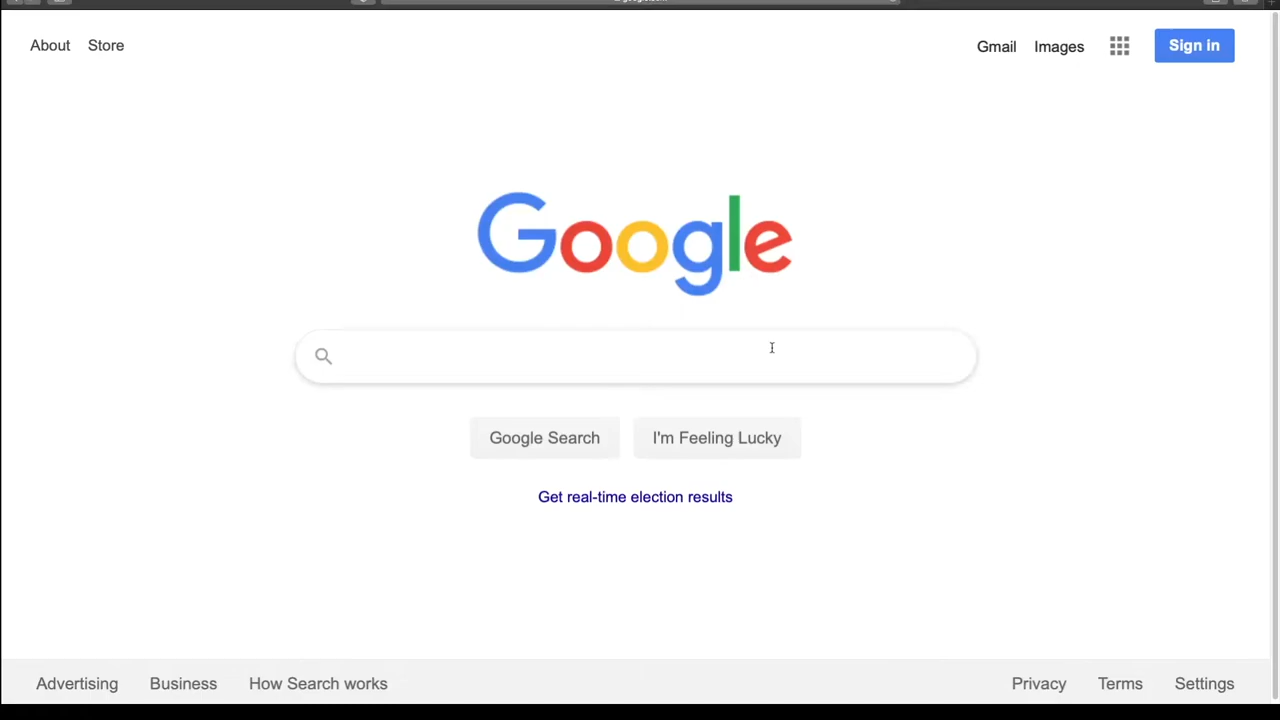 About Store
Gmail Images Sign in
Google
Google Search I'm Feeling Lucky
Get real-time election results
Advertising Business How Search works
Privacy Terms Settings